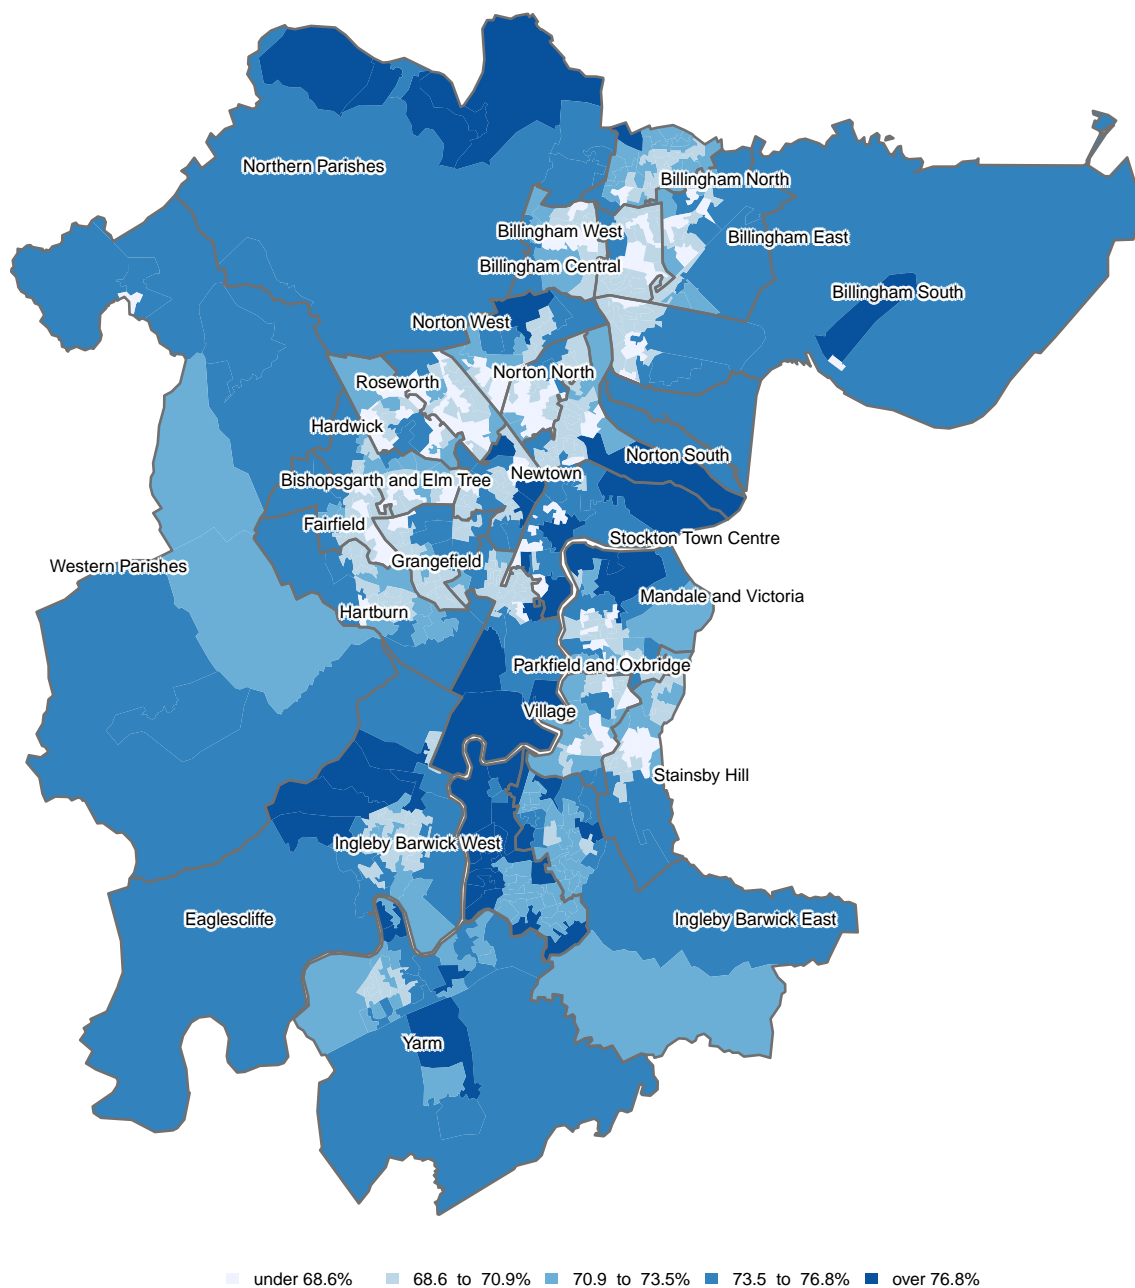 Northern Parishes
Billingham North
Billingham West
Billingham East
Billingham Central
Billingham South
Norton West
Norton North
Roseworth
Hardwick
Norton South
Newtown
Bishopsgarth and Elm Tree
Fairfield
Stockton Town Centre
Grangefield
Western Parishes
Mandale and Victoria
Hartburn
Parkfield and Oxbridge
Village
Stainsby Hill
Ingleby Barwick West
Eaglescliffe
Ingleby Barwick East
Yarm
under 68.6% 68.6 to 70.9% 70.9 to 73.5% 73.5 to 76.8% over 76.8%